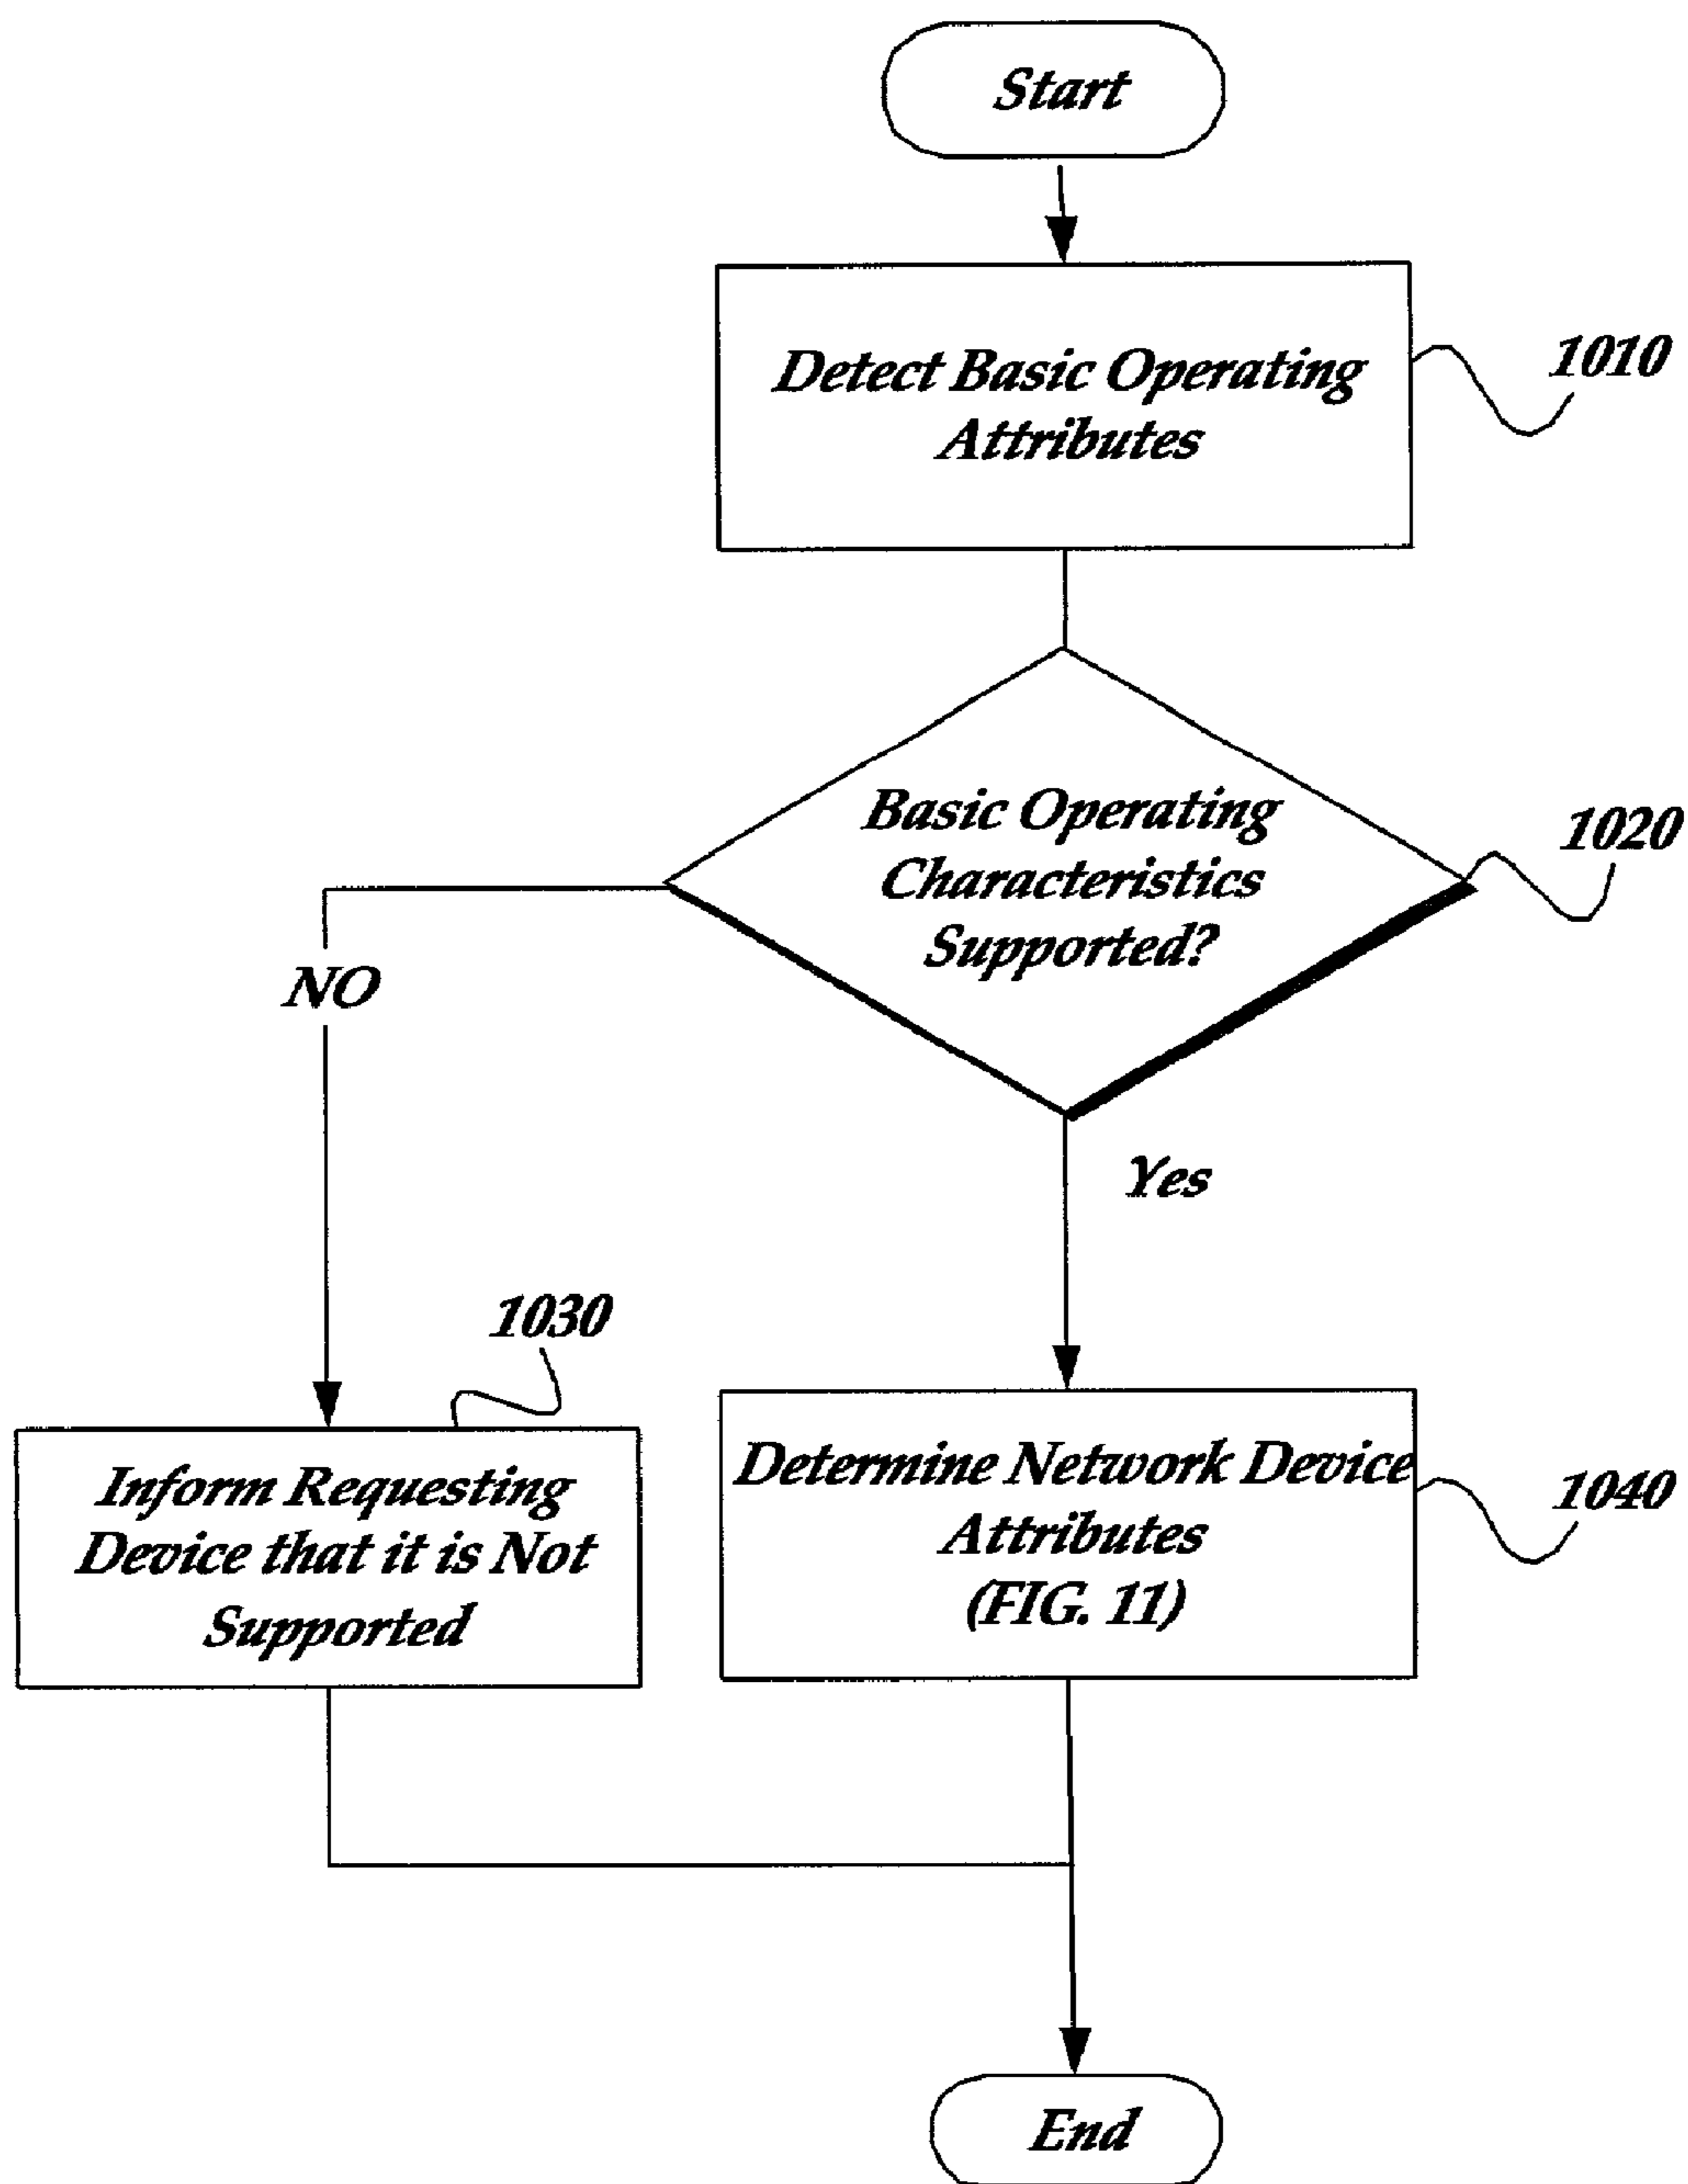 Start
Detect Basic Operating
Attributes
1010
Basic Operating
Characteristics
Supported?
1020
NO
Yes
1030
Inform Requesting
Device that it is Not
Supported
Determine Network Device
Attributes
(FIG. 11)
1040
End